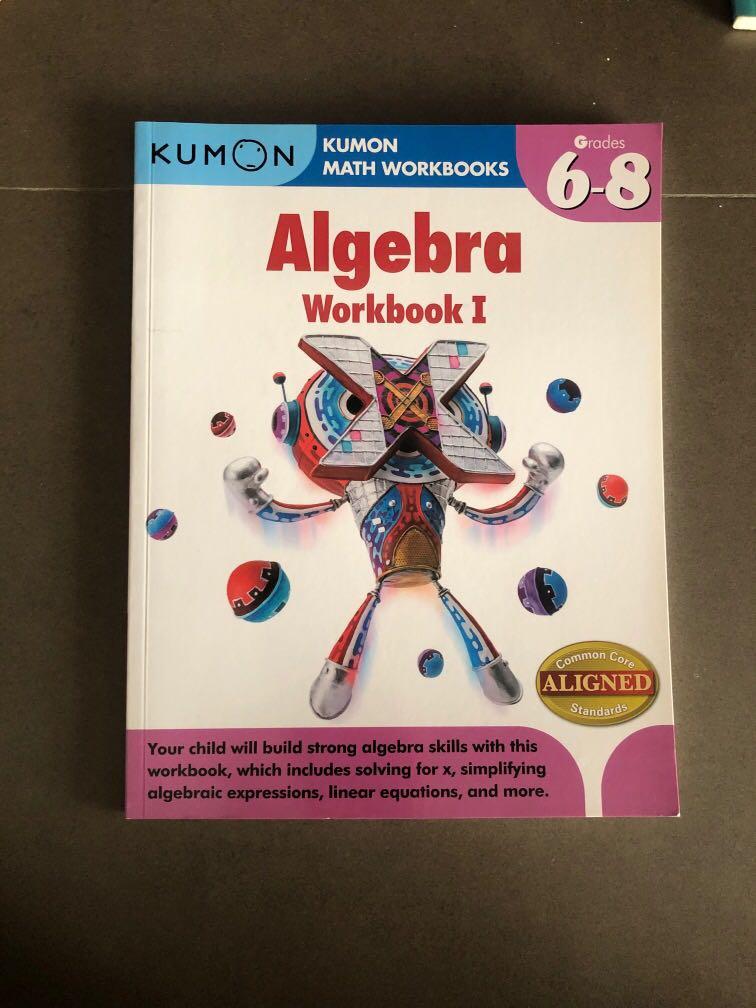 KUMON
KUMON
MATH WORKBOOKS
Grades
6-8
Algebra
Workbook I
X
Common Core
ALIGNED
Standards
Your child will build strong algebra skills with this
workbook, which includes solving for x, simplifying
algebraic expressions, linear equations, and more.